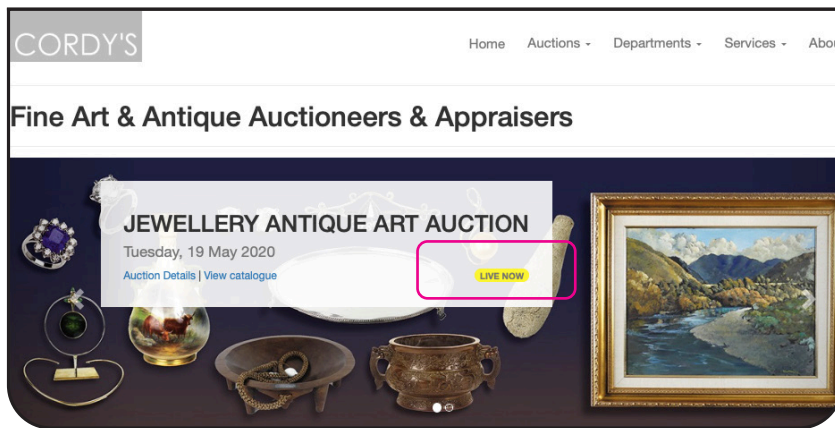 CORDY'S
Home Auctions Departments Services Abou
Fine Art & Antique Auctioneers & Appraisers
JEWELLERY ANTIQUE ART AUCTION
Tuesday, 19 May 2020
Auction Details | View catalogue
LIVE NOW